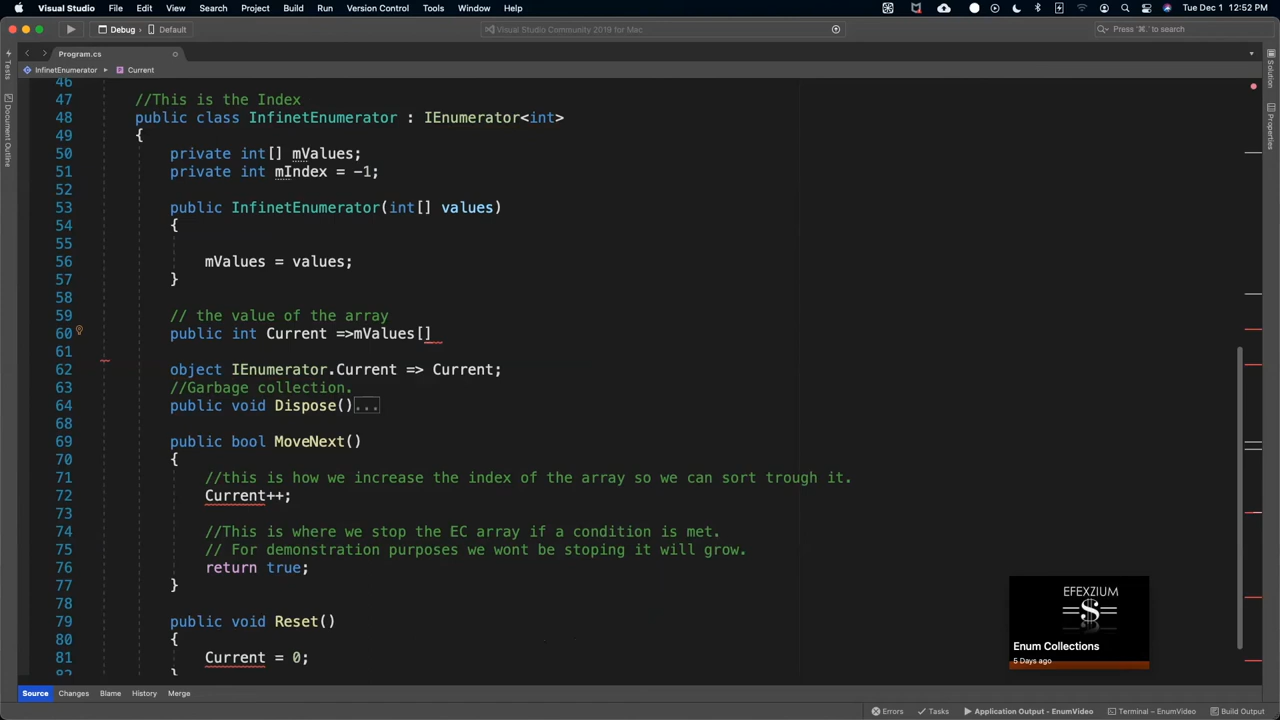 Visual Studio File Edit View Search Project Build Run Version Control Tools Window Help Tue Dec 1 12:52 PM
Debug › Default Visual Studio Community 2019 for Mac Press '⌘.' to search
Program.cs
InfinetEnumerator ▸ Current
Tests
Document Outline
Solution
Properties
46
47 //This is the Index
48 public class InfinetEnumerator : IEnumerator<int>
49 {
50 private int[] mValues;
51 private int mIndex = -1;
52
53 public InfinetEnumerator(int[] values)
54 {
55
56 mValues = values;
57 }
58
59 // the value of the array
60 public int Current =>mValues[]
61
62 object IEnumerator.Current => Current;
63 //Garbage collection.
64 public void Dispose()...
68
69 public bool MoveNext()
70 {
71 //this is how we increase the index of the array so we can sort trough it.
72 Current++;
73
74 //This is where we stop the EC array if a condition is met.
75 // For demonstration purposes we wont be stoping it will grow.
76 return true;
77 }
78
79 public void Reset()
80 {
81 Current = 0;
82 }
EFEXZIUM
$
Enum Collections
5 Days ago
Source Changes Blame History Merge
Errors Tasks Application Output - EnumVideo Terminal – EnumVideo Build Output